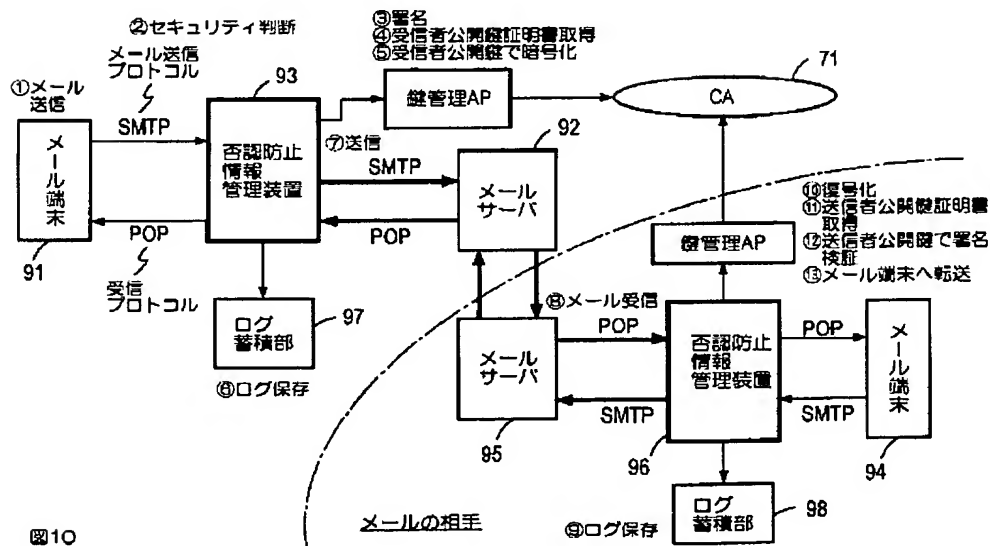 ②セキュリティ判断
③署名
④受信者公開鍵証明書取得
⑤受信者公開鍵で暗号化
メール送信
プロトコル
①メール
送信
SMTP
93
鍵管理AP
71
CA
⑦送信
92
メール端末
否認防止
情報
管理装置
SMTP
POP
メール
サーバ
POP
91
受信
プロトコル
⑩復号化
⑪送信者公開鍵証明書
取得
⑫送信者公開鍵で署名
検証
⑬メール端末へ転送
鍵管理AP
ログ
蓄積部
97
⑥ログ保存
⑧メール受信
メール
サーバ
POP
SMTP
否認防止
情報
管理装置
POP
SMTP
メール端末
95
96
94
ログ
蓄積部
98
⑨ログ保存
メールの相手
図10